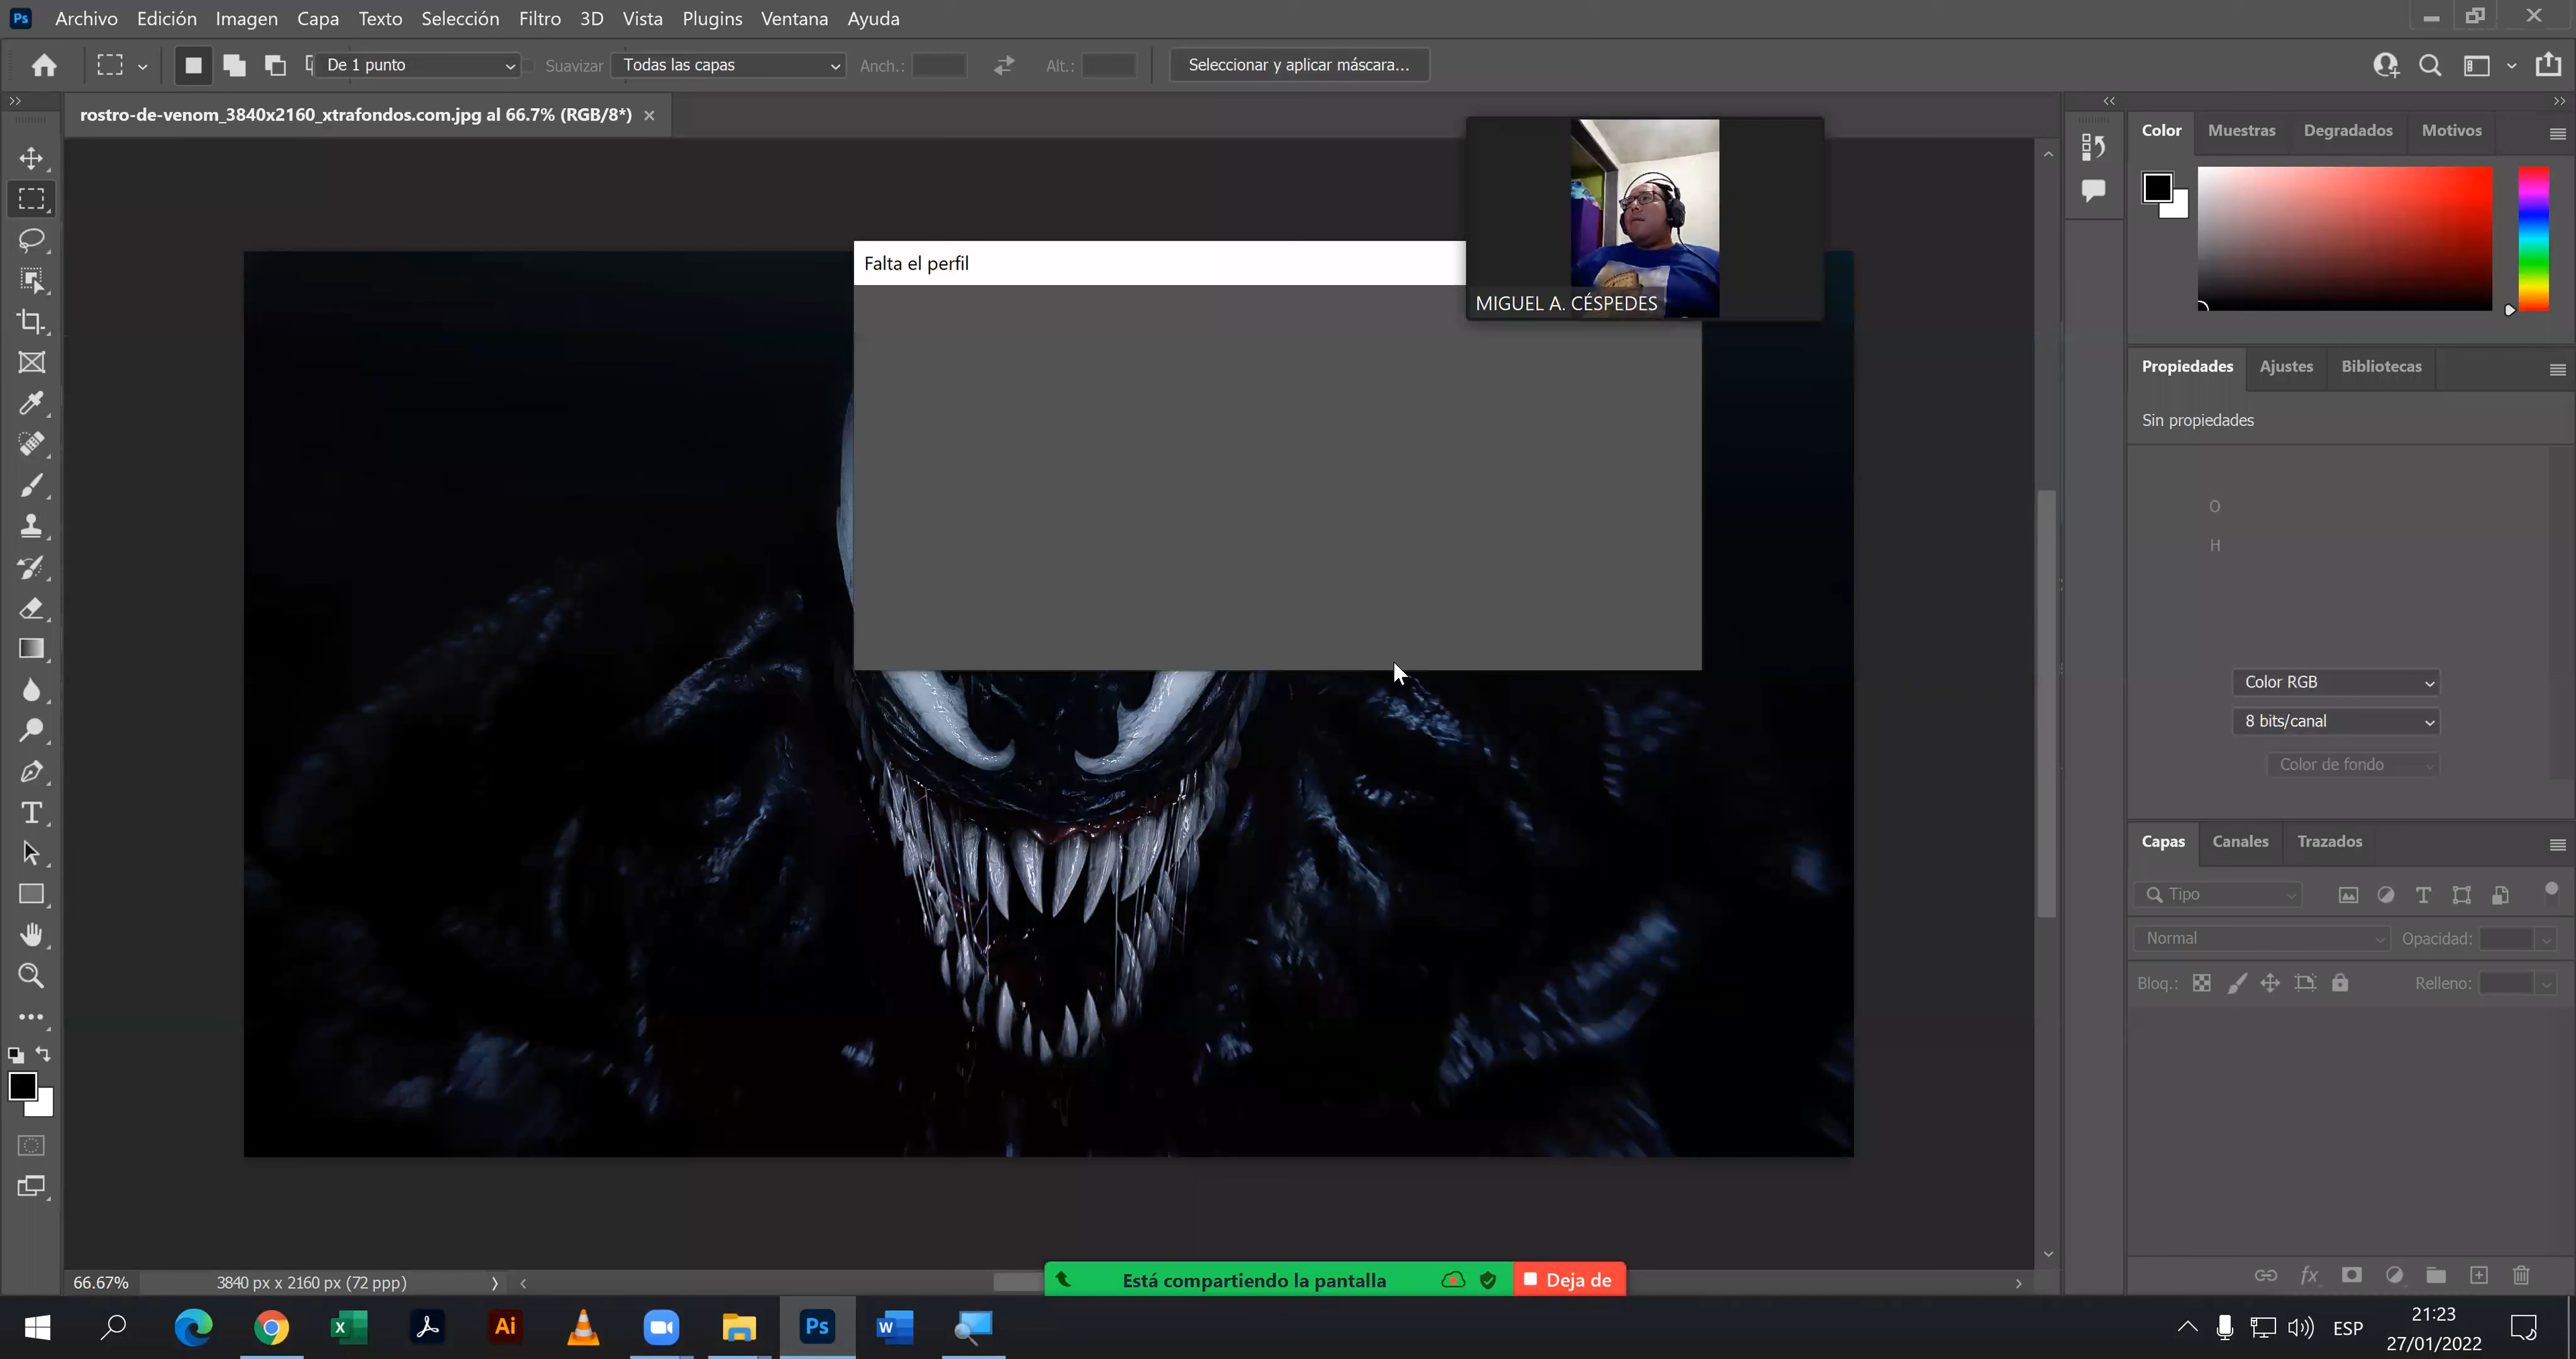 Ps Archivo Edición Imagen Capa Texto Selección Filtro 3D Vista Plugins Ventana Ayuda
De 1 punto Suavizar Todas las capas Anch.: Alt.: Seleccionar y aplicar máscara...
rostro-de-venom_3840x2160_xtrafondos.com.jpg al 66.7% (RGB/8*)
Color Muestras Degradados Motivos
Falta el perfil
MIGUEL A. CÉSPEDES
Propiedades Ajustes Bibliotecas
Sin propiedades
O
H
Color RGB
8 bits/canal
Color de fondo
Capas Canales Trazados
Tipo
Normal Opacidad:
Bloq.: Relleno:
66.67% 3840 px x 2160 px (72 ppp)
Está compartiendo la pantalla Deja de
fx
Ai Ps W X
ESP
21:23
27/01/2022